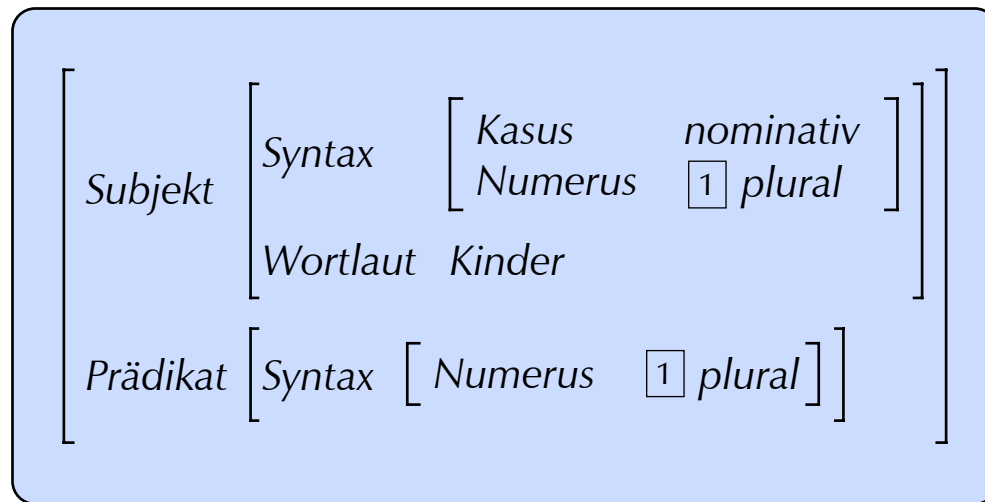 Kasus nominativ
Syntax
Numerus 1 plural
Subjekt
Wortlaut Kinder
Prädikat Syntax Numerus 1 plural